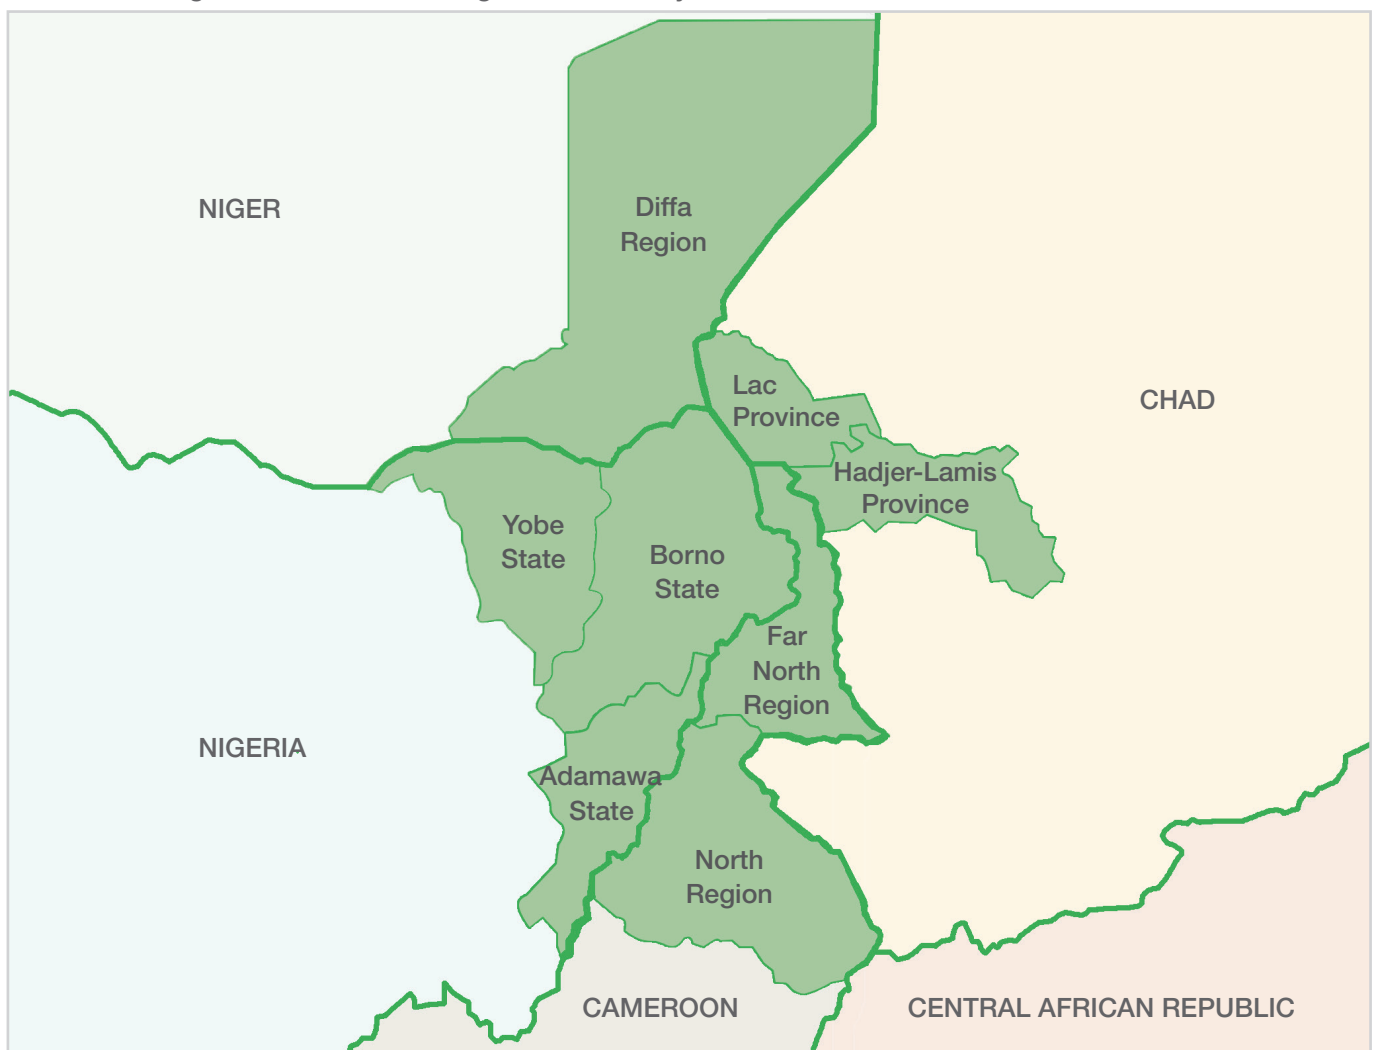 NIGER
Diffa
Region
Lac
Province
CHAD
Hadjer-Lamis
Province
Yobe
State
Borno
State
Far
North
Region
NIGERIA
Adamawa
State
North
Region
CAMEROON
CENTRAL AFRICAN REPUBLIC